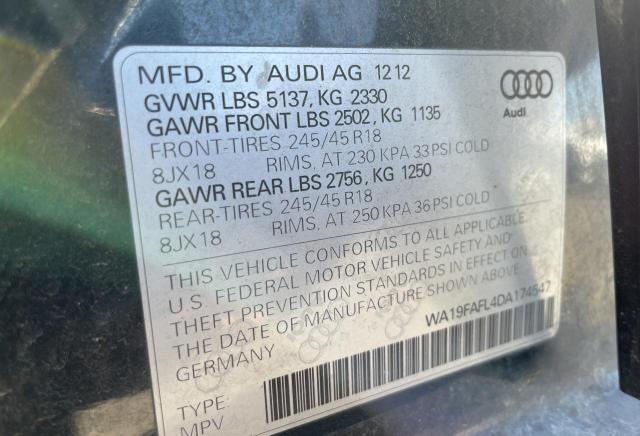 MFD. BY AUDI AG 12 12
GVWR LBS 5137, KG 2330
GAWR FRONT LBS 2502, KG 1135
FRONT-TIRES 245/45 R18
8JX18 RIMS, AT 230 KPA 33 PSI COLD
GAWR REAR LBS 2756, KG 1250
REAR-TIRES 245/45 R18
8JX18 RIMS, AT 250 KPA 36 PSI COLD
Audi
THIS VEHICLE CONFORMS TO ALL APPLICABLE
U.S. FEDERAL MOTOR VEHICLE SAFETY AND
THEFT PREVENTION STANDARDS IN EFFECT ON
THE DATE OF MANUFACTURE SHOWN ABOVE.
GERMANY
WA19FAFL4DA174547
TYPE:
MPV